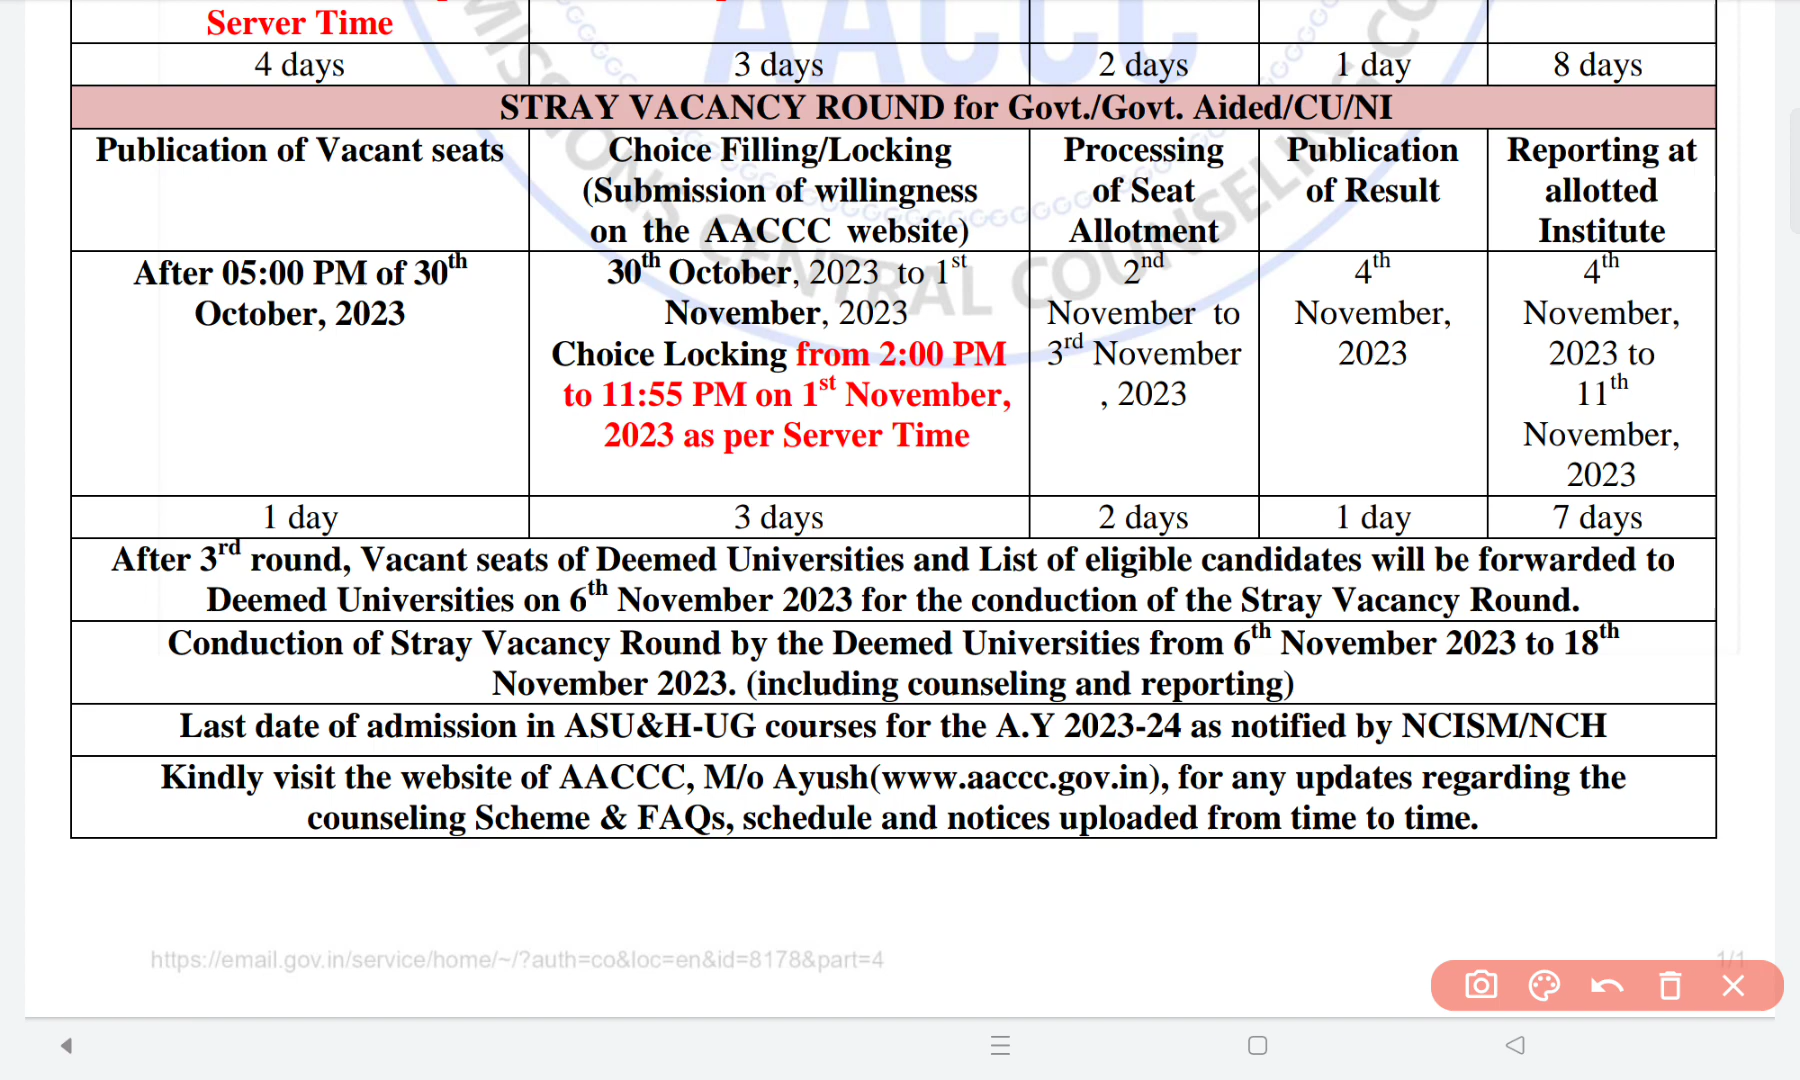 Server Time
4 days 3 days 2 days 1 day 8 days
STRAY VACANCY ROUND for Govt./Govt. Aided/CU/NI
Publication of Vacant seats
Choice Filling/Locking
(Submission of willingness
on the AACCC website)
Processing
of Seat
Allotment
Publication
of Result
Reporting at
allotted
Institute
After 05:00 PM of 30th
October, 2023
30th October, 2023 to 1st
November, 2023
Choice Locking from 2:00 PM
to 11:55 PM on 1st November,
2023 as per Server Time
2nd
November to
3rd November
, 2023
4th
November,
2023
4th
November,
2023 to
11th
November,
2023
1 day 3 days 2 days 1 day 7 days
After 3rd round, Vacant seats of Deemed Universities and List of eligible candidates will be forwarded to
Deemed Universities on 6th November 2023 for the conduction of the Stray Vacancy Round.
Conduction of Stray Vacancy Round by the Deemed Universities from 6th November 2023 to 18th
November 2023. (including counseling and reporting)
Last date of admission in ASU&H-UG courses for the A.Y 2023-24 as notified by NCISM/NCH
Kindly visit the website of AACCC, M/o Ayush(www.aaccc.gov.in), for any updates regarding the
counseling Scheme & FAQs, schedule and notices uploaded from time to time.
https://email.gov.in/service/home/~/?auth=co&loc=en&id=8178&part=4
1/1
AACCC
CENTRAL COUNSELING